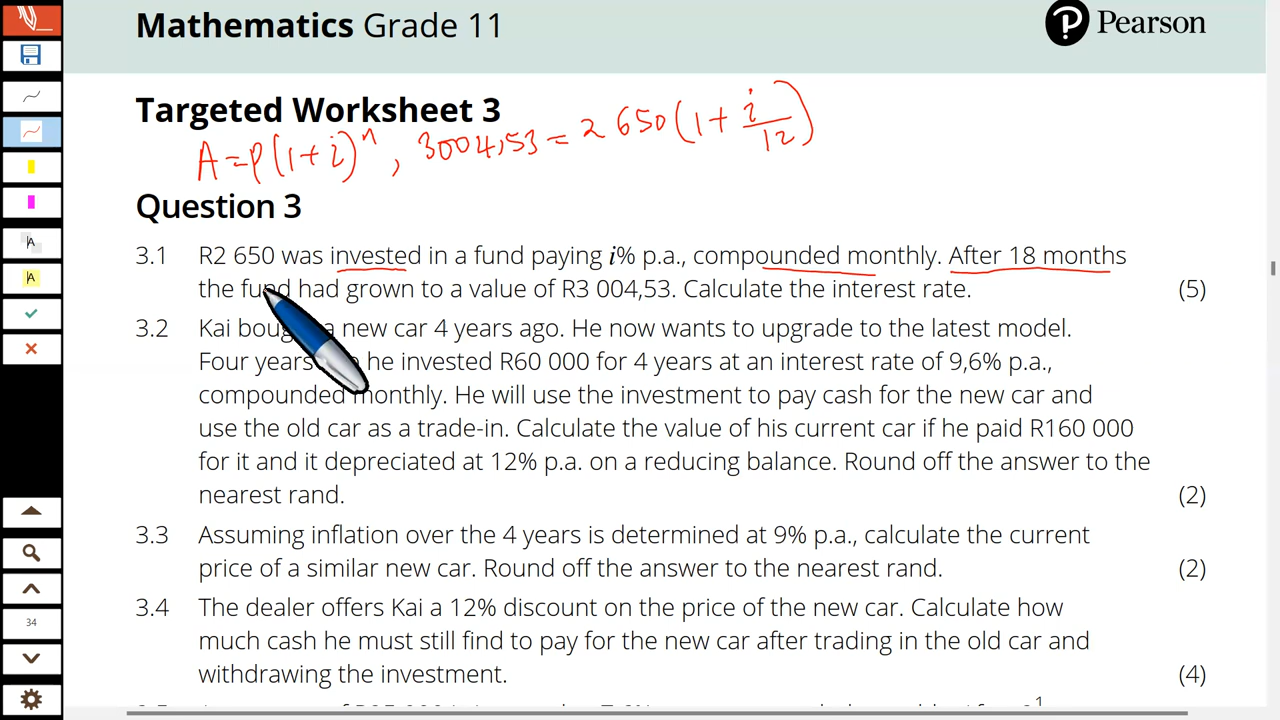 Mathematics Grade 11
Pearson
Targeted Worksheet 3
A=P(1+i)^n, 3004,53=2 650(1+i/12)
Question 3
3.1 R2 650 was invested in a fund paying i% p.a., compounded monthly. After 18 months
the fund had grown to a value of R3 004,53. Calculate the interest rate. (5)
3.2 Kai bough a new car 4 years ago. He now wants to upgrade to the latest model.
Four years he invested R60 000 for 4 years at an interest rate of 9,6% p.a.,
compounded monthly. He will use the investment to pay cash for the new car and
use the old car as a trade-in. Calculate the value of his current car if he paid R160 000
for it and it depreciated at 12% p.a. on a reducing balance. Round off the answer to the
nearest rand. (2)
3.3 Assuming inflation over the 4 years is determined at 9% p.a., calculate the current
price of a similar new car. Round off the answer to the nearest rand. (2)
3.4 The dealer offers Kai a 12% discount on the price of the new car. Calculate how
much cash he must still find to pay for the new car after trading in the old car and
withdrawing the investment. (4)
34